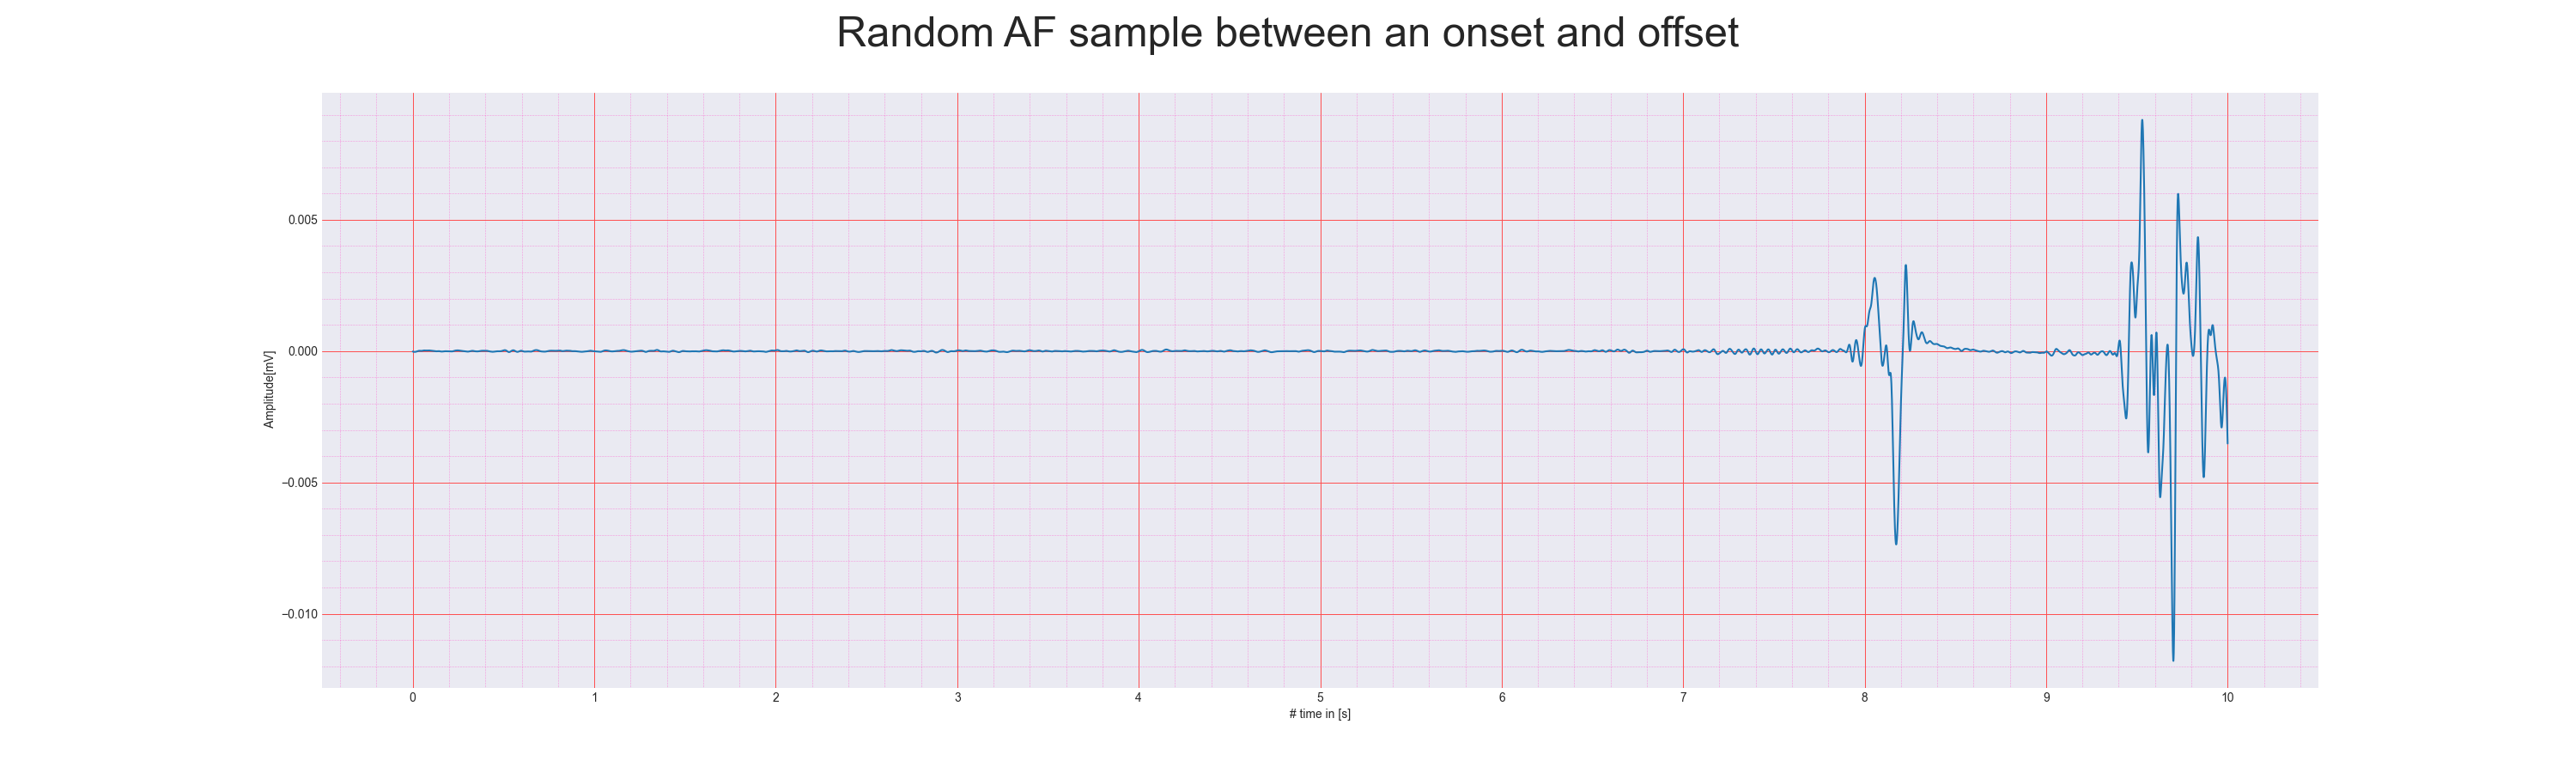 Random AF sample between an onset and offset
Amplitude[mV]
0.005
0.000
−0.005
−0.010
0 1 2 3 4 5 6 7 8 9 10
# time in [s]